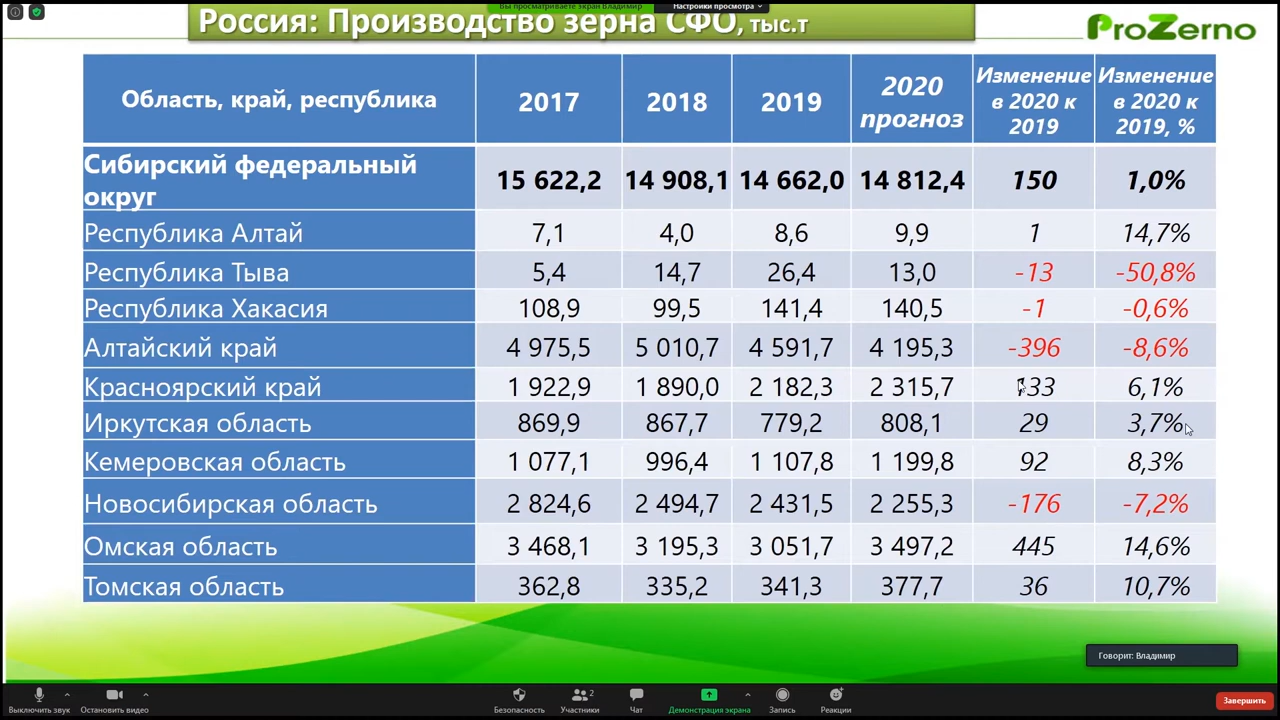 Вы просматриваете экран Владимир
Настройки просмотра
Россия: Производство зерна СФО, тыс.т
ProZerno
Область, край, республика 2017 2018 2019 2020 прогноз Изменение в 2020 к 2019 Изменение в 2020 к 2019, %
Сибирский федеральный округ 15 622,2 14 908,1 14 662,0 14 812,4 150 1,0%
Республика Алтай 7,1 4,0 8,6 9,9 1 14,7%
Республика Тыва 5,4 14,7 26,4 13,0 -13 -50,8%
Республика Хакасия 108,9 99,5 141,4 140,5 -1 -0,6%
Алтайский край 4 975,5 5 010,7 4 591,7 4 195,3 -396 -8,6%
Красноярский край 1 922,9 1 890,0 2 182,3 2 315,7 133 6,1%
Иркутская область 869,9 867,7 779,2 808,1 29 3,7%
Кемеровская область 1 077,1 996,4 1 107,8 1 199,8 92 8,3%
Новосибирская область 2 824,6 2 494,7 2 431,5 2 255,3 -176 -7,2%
Омская область 3 468,1 3 195,3 3 051,7 3 497,2 445 14,6%
Томская область 362,8 335,2 341,3 377,7 36 10,7%
Говорит: Владимир
Выключить звук Остановить видео Безопасность Участники 2 Чат Демонстрация экрана Запись Реакции Завершить